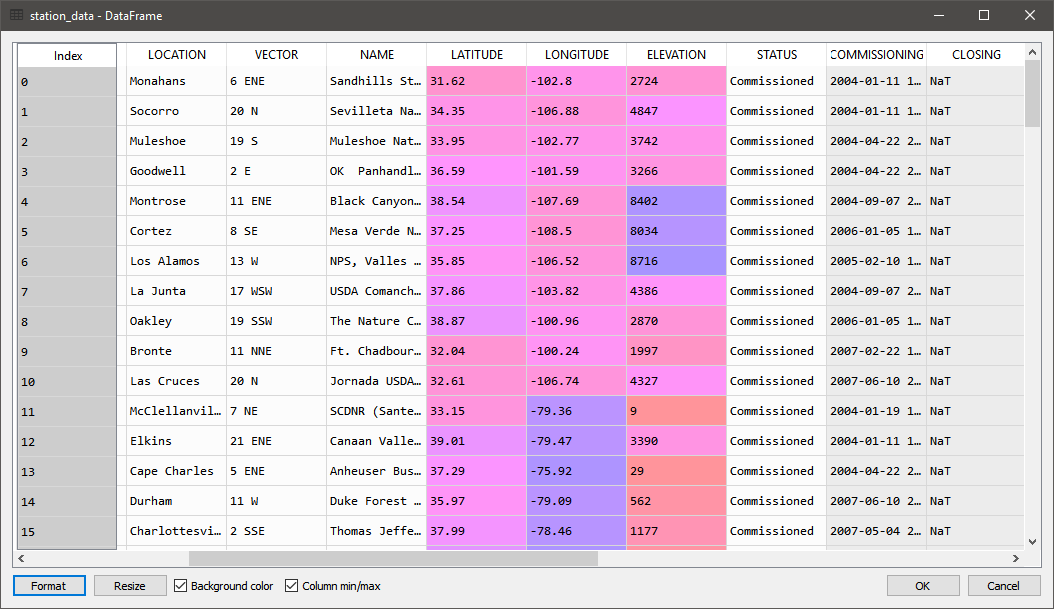 station_data - DataFrame
Index LOCATION VECTOR NAME LATITUDE LONGITUDE ELEVATION STATUS COMMISSIONING CLOSING
0 Monahans 6 ENE Sandhills St… 31.62 -102.8 2724 Commissioned 2004-01-11 1… NaT
1 Socorro 20 N Sevilleta Na… 34.35 -106.88 4847 Commissioned 2004-01-11 1… NaT
2 Muleshoe 19 S Muleshoe Nat… 33.95 -102.77 3742 Commissioned 2004-04-22 2… NaT
3 Goodwell 2 E OK  Panhandl… 36.59 -101.59 3266 Commissioned 2004-04-22 2… NaT
4 Montrose 11 ENE Black Canyon… 38.54 -107.69 8402 Commissioned 2004-09-07 2… NaT
5 Cortez 8 SE Mesa Verde N… 37.25 -108.5 8034 Commissioned 2006-01-05 1… NaT
6 Los Alamos 13 W NPS, Valles … 35.85 -106.52 8716 Commissioned 2005-02-10 1… NaT
7 La Junta 17 WSW USDA Comanch… 37.86 -103.82 4386 Commissioned 2004-09-07 2… NaT
8 Oakley 19 SSW The Nature C… 38.87 -100.96 2870 Commissioned 2006-01-05 1… NaT
9 Bronte 11 NNE Ft. Chadbour… 32.04 -100.24 1997 Commissioned 2007-02-22 1… NaT
10 Las Cruces 20 N Jornada USDA… 32.61 -106.74 4327 Commissioned 2007-06-10 2… NaT
11 McClellanvil… 7 NE SCDNR (Sante… 33.15 -79.36 9 Commissioned 2004-01-19 1… NaT
12 Elkins 21 ENE Canaan Valle… 39.01 -79.47 3390 Commissioned 2004-01-11 1… NaT
13 Cape Charles 5 ENE Anheuser Bus… 37.29 -75.92 29 Commissioned 2004-04-22 2… NaT
14 Durham 11 W Duke Forest … 35.97 -79.09 562 Commissioned 2007-06-10 2… NaT
15 Charlottesvi… 2 SSE Thomas Jeffe… 37.99 -78.46 1177 Commissioned 2007-05-04 2… NaT
Format Resize Background color Column min/max OK Cancel